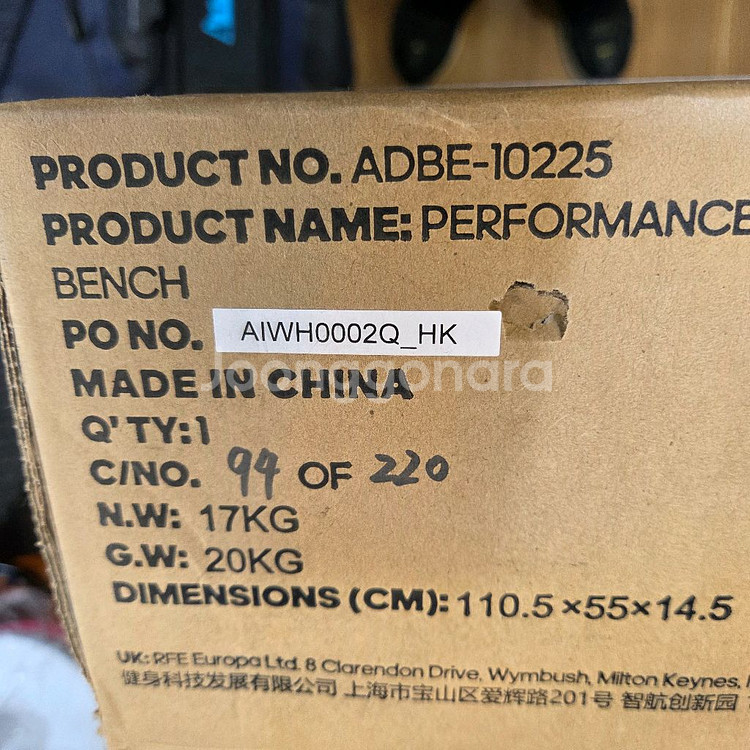 PRODUCT NO. ADBE-10225
PRODUCT NAME: PERFORMANCE
BENCH
PO NO. AIWH0002Q_HK
MADE IN CHINA
Joonggonara
Q'TY:1
C/NO. 94 OF 220
N.W: 17KG
G.W: 20KG
DIMENSIONS (CM): 110.5×55×14.5
UK: RFE Europa Ltd. 8 Clarendon Drive, Wymbush, Milton Keynes,
健身科技发展有限公司 上海市宝山区爱辉路201号 智航创新园